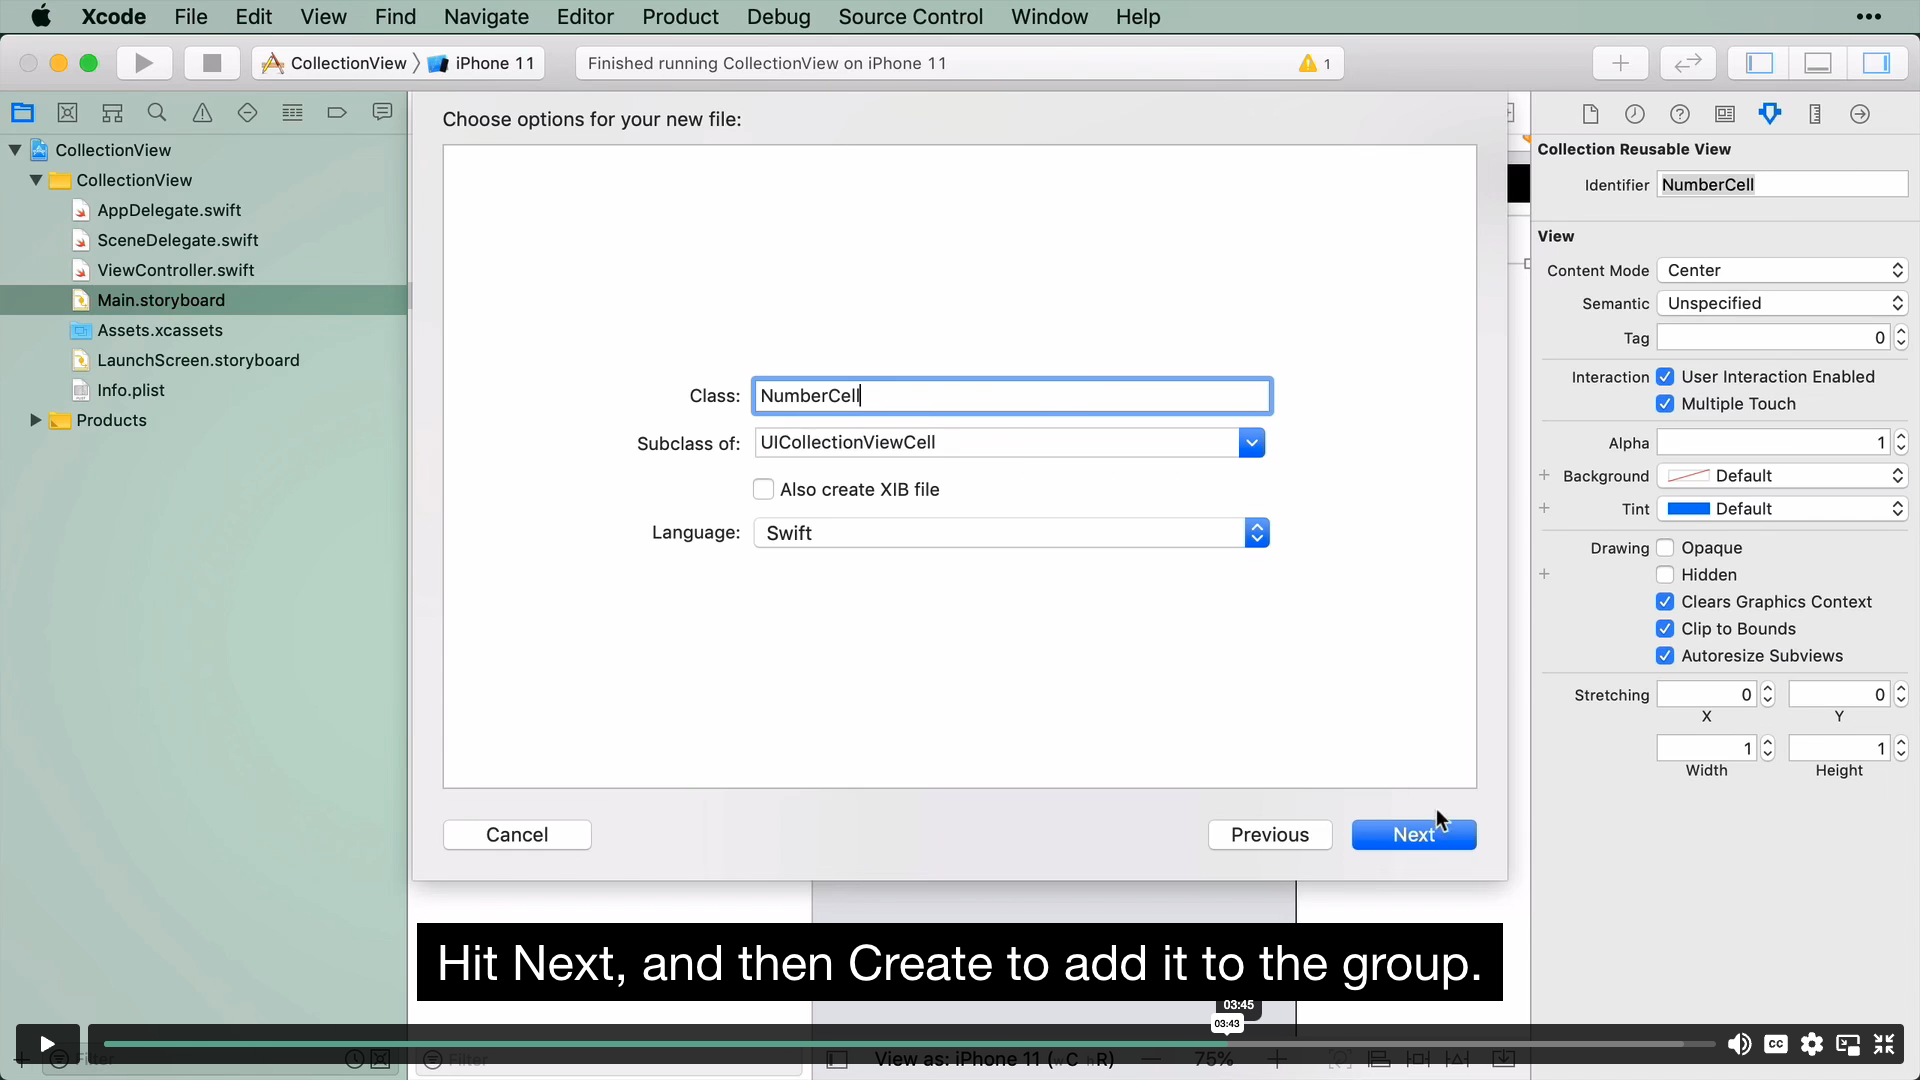 Xcode File Edit View Find Navigate Editor Product Debug Source Control Window Help
CollectionView iPhone 11
Finished running CollectionView on iPhone 11
1
CollectionView
CollectionView
AppDelegate.swift
SceneDelegate.swift
ViewController.swift
Main.storyboard
Assets.xcassets
LaunchScreen.storyboard
Info.plist
Products
Choose options for your new file:
Class: NumberCell
Subclass of: UICollectionViewCell
Also create XIB file
Language: Swift
Cancel
Previous
Next
Collection Reusable View
Identifier NumberCell
View
Content Mode Center
Semantic Unspecified
Tag 0
Interaction User Interaction Enabled
Multiple Touch
Alpha 1
Background Default
Tint Default
Drawing Opaque
Hidden
Clears Graphics Context
Clip to Bounds
Autoresize Subviews
Stretching 0 0
X Y
1 1
Width Height
Hit Next, and then Create to add it to the group.
03:45
03:43
Filter
Filter
View as: iPhone 11 (wC hR)
75%
CC